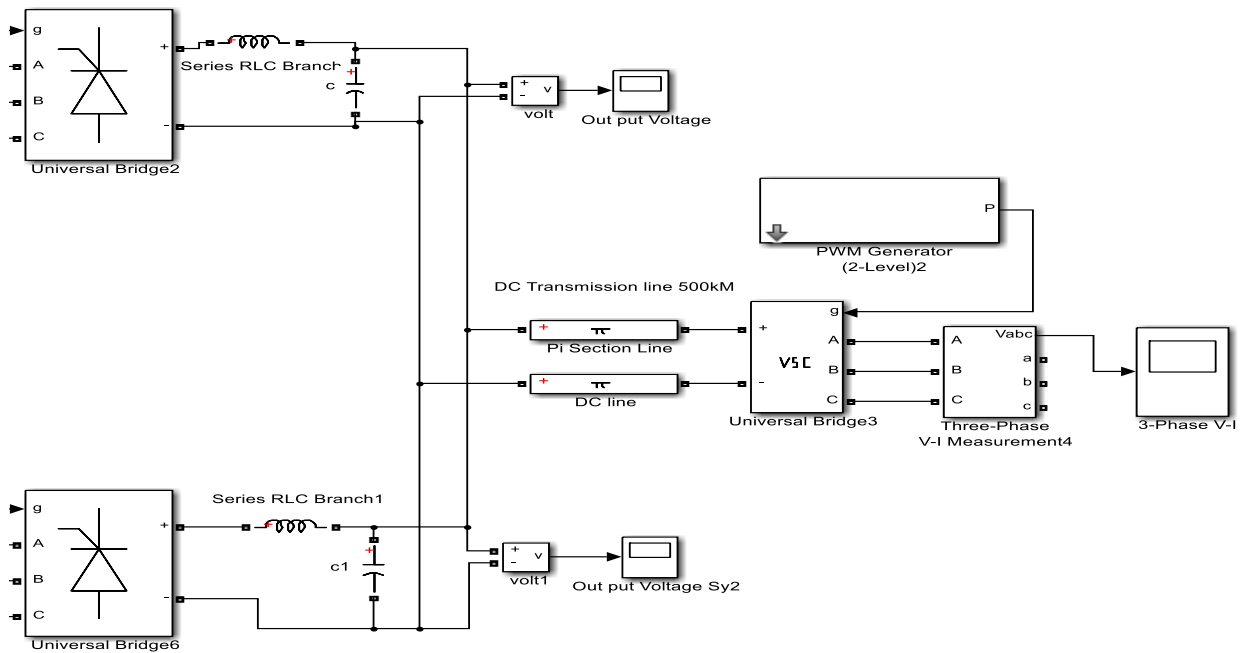 g
A
B
C
+
-
Universal Bridge2
+
Series RLC Branch
+
c
+
-
v
volt
Out put Voltage
P
PWM Generator
(2-Level)2
DC Transmission line 500kM
+
Pi Section Line
+
DC line
+
-
g
VSC
A
B
C
Universal Bridge3
A
B
C
Vabc
a
b
c
Three-Phase
V-I Measurement4
3-Phase V-I
g
A
B
C
+
-
Universal Bridge6
Series RLC Branch1
+
+
c1
+
-
v
volt1
Out put Voltage Sy2